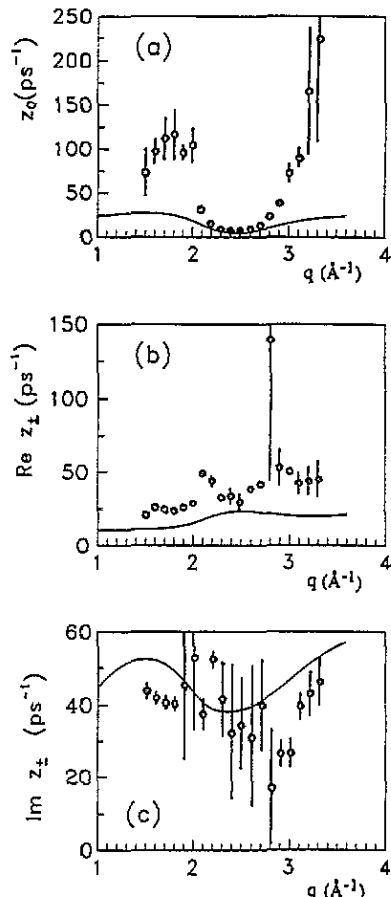 250
200
150
100
50
0
z₀(ps⁻¹)
(a)
1 2 3 4
q (Å⁻¹)
150
100
50
0
Re z± (ps⁻¹)
(b)
1 2 3 4
q (Å⁻¹)
60
40
20
0
Im z± (ps⁻¹)
(c)
1 2 3 4
q (Å⁻¹)